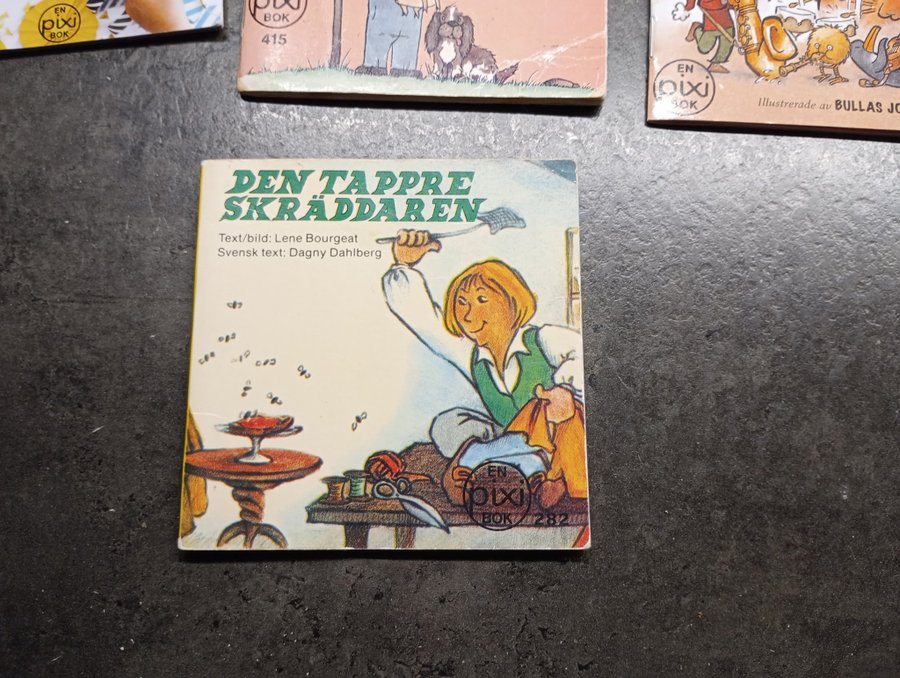 EN
pixi
BOK
EN
pixi
BOK
415
EN
pixi
BOK
Illustrerade av BULLAS JO
DEN TAPPRE
SKRÄDDAREN
Text/bild: Lene Bourgeat
Svensk text: Dagny Dahlberg
EN
pixi
BOK 282